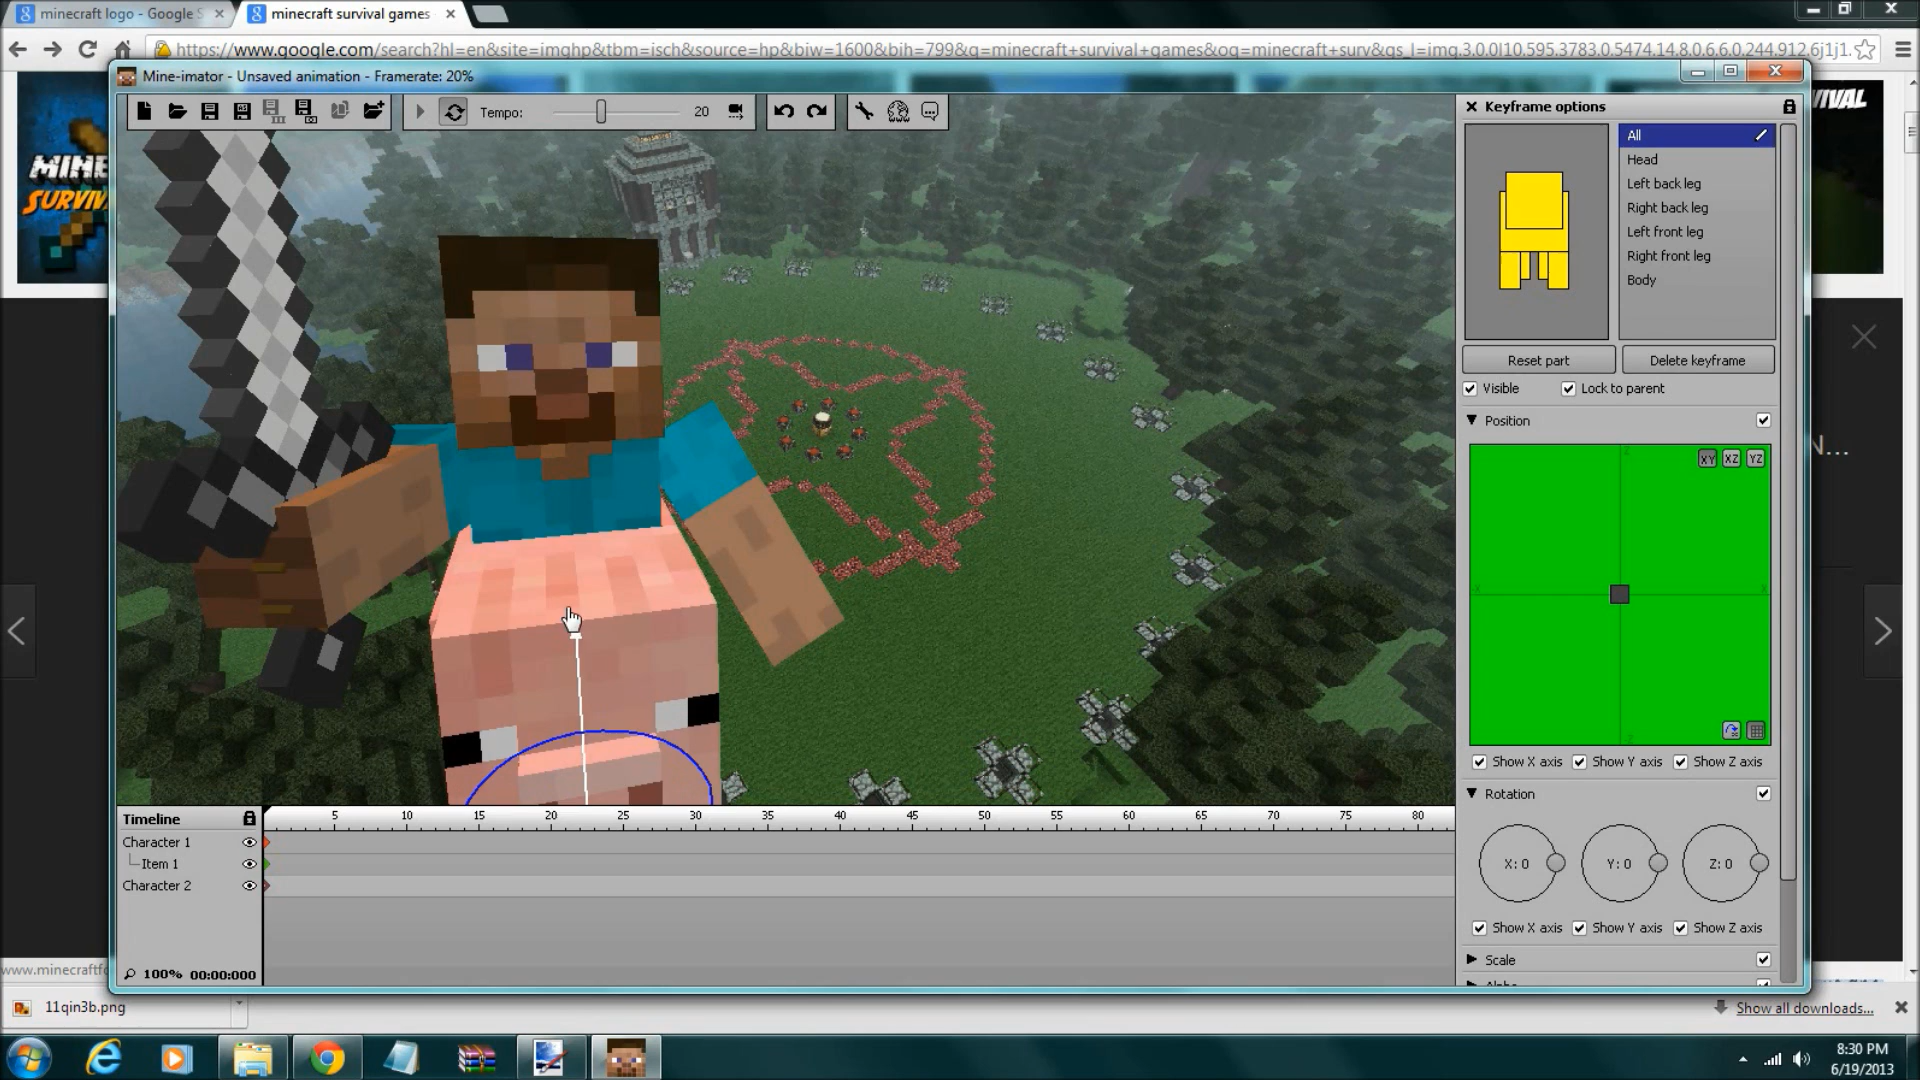 minecraft logo - Google S
minecraft survival games
https://www.google.com/search?hl=en&site=imghp&tbm=isch&source=hp&biw=1600&bih=799&q=minecraft+survival+games&oq=minecraft+surv&gs_l=img.3.0.0l10.595.3783.0.5474.14.8.0.6.6.0.244.912.6j1j1.
Mine-imator - Unsaved animation - Framerate: 20%
Tempo:
20
Keyframe options
All
Head
Left back leg
Right back leg
Left front leg
Right front leg
Body
Reset part
Delete keyframe
Visible
Lock to parent
Position
XY XZ YZ
Show X axis
Show Y axis
Show Z axis
Rotation
X: 0
Y: 0
Z: 0
Show X axis
Show Y axis
Show Z axis
Scale
Timeline
5 10 15 20 25 30 35 40 45 50 55 60 65 70 75 80
Character 1
Item 1
Character 2
100% 00:00:000
MINE
SURVIV
IVAL
N...
www.minecraftfo
11qin3b.png
Show all downloads...
8:30 PM
6/19/2013